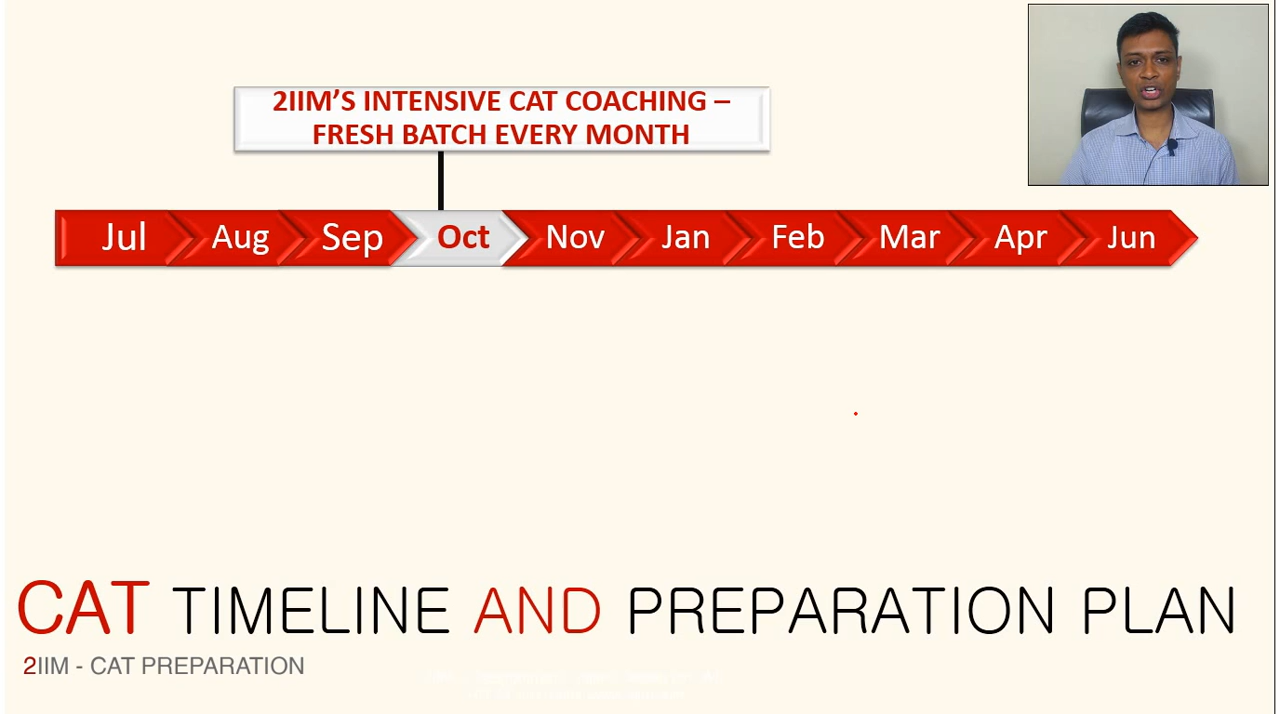 2IIM'S INTENSIVE CAT COACHING –
FRESH BATCH EVERY MONTH
Jul Aug Sep Oct Nov Jan Feb Mar Apr Jun
CAT TIMELINE AND PREPARATION PLAN
2IIM - CAT PREPARATION